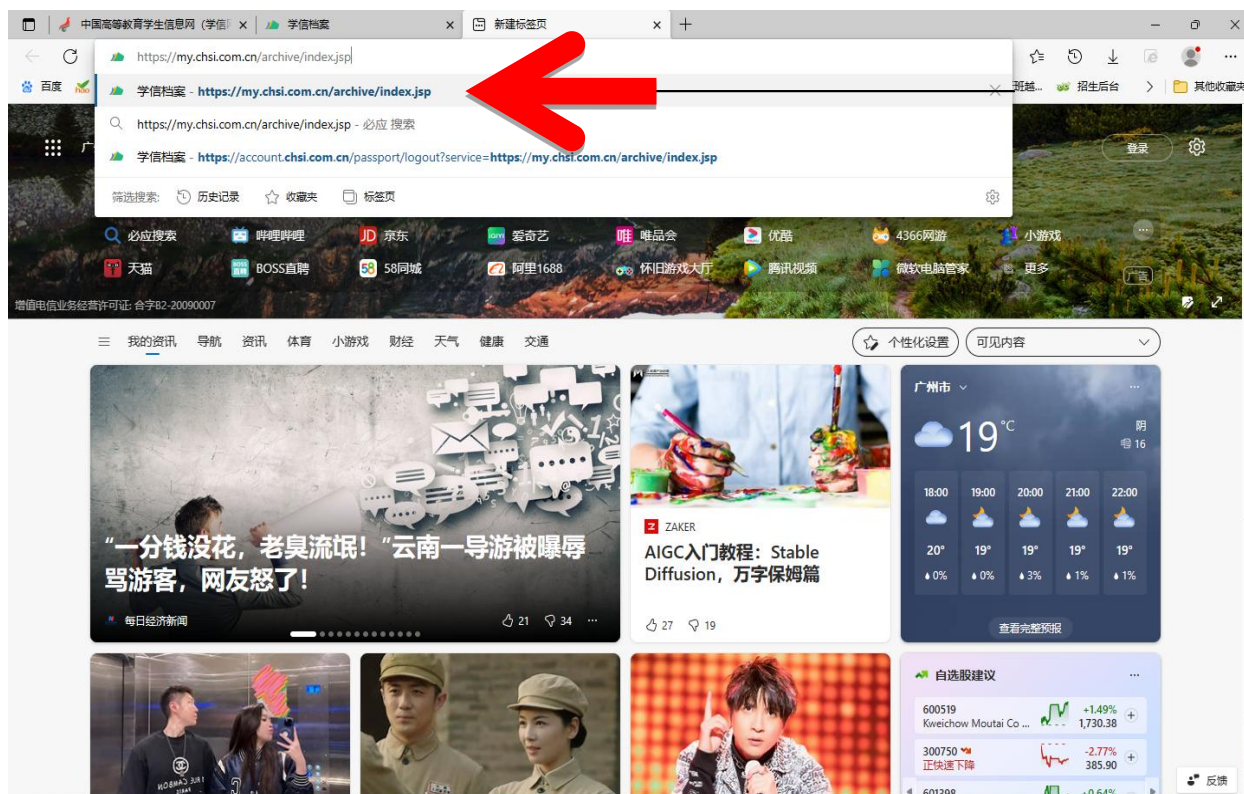 中国高等教育学生信息网（学信
学信档案
新建标签页
https://my.chsi.com.cn/archive/index.jsp
百度
学信档案 - https://my.chsi.com.cn/archive/index.jsp
招生后台
其他收藏夹
https://my.chsi.com.cn/archive/index.jsp - 必应 搜索
学信档案 - https://account.chsi.com.cn/passport/logout?service=https://my.chsi.com.cn/archive/index.jsp
登录
筛选搜索: 历史记录 收藏夹 标签页
必应搜索 哔哩哔哩 京东 爱奇艺 唯品会 优酷 4366网游 小游戏
天猫 BOSS直聘 58同城 阿里1688 怀旧游戏大厅 腾讯视频 微软电脑管家 更多
广告
增值电信业务经营许可证: 合字B2-20090007
我的资讯 导航 资讯 体育 小游戏 财经 天气 健康 交通
个性化设置 可见内容
“一分钱没花，老臭流氓！”云南一导游被曝辱
骂游客，网友怒了！
每日经济新闻
21 34
ZAKER
AIGC入门教程：Stable
Diffusion，万字保姆篇
27 19
广州市
19°C
阴
16
18:00 19:00 20:00 21:00 22:00
20° 19° 19° 19° 19°
0% 0% 3% 1% 1%
查看完整预报
自选股建议
600519 +1.49%
Kweichow Moutai Co ... 1,730.38
300750 -2.77%
正快速下降 385.90
601398 +0.64%
反馈